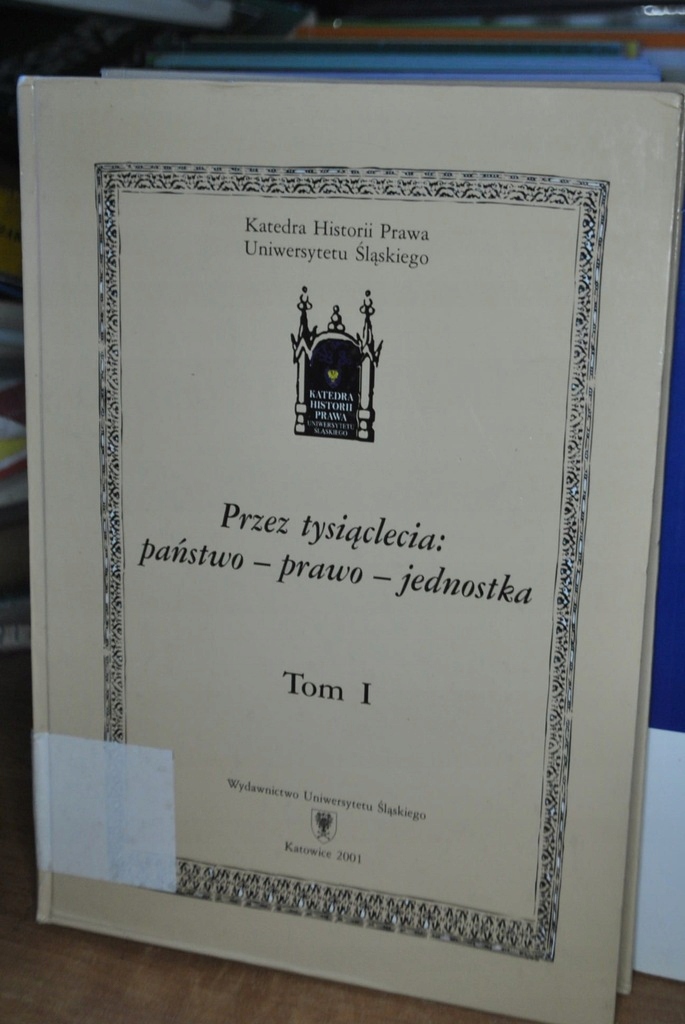 Katedra Historii Prawa
Uniwersytetu Śląskiego
KATEDRA
HISTORII
PRAWA
UNIWERSYTETU
ŚLĄSKIEGO
Przez tysiąclecia:
państwo – prawo – jednostka
Tom I
Wydawnictwo Uniwersytetu Śląskiego
Katowice 2001